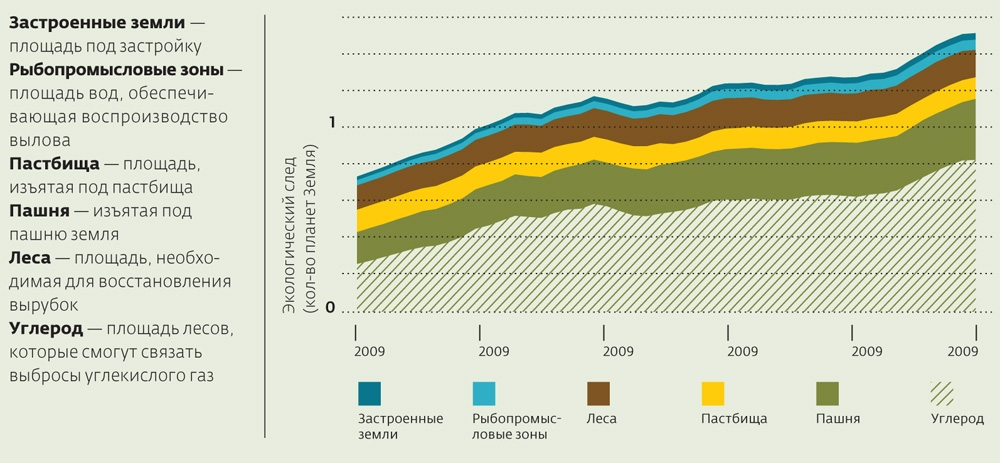 Застроенные земли —
площадь под застройку
Рыбопромысловые зоны —
площадь вод, обеспечи-
вающая воспроизводство
вылова
Пастбища — площадь,
изъятая под пастбища
Пашня — изъятая под
пашню земля
Леса — площадь, необхо-
димая для восстановления
вырубок
Углерод — площадь лесов,
которые смогут связать
выбросы углекислого газ
Экологический след
(кол-во планет Земля)
1
0
2009 2009 2009 2009 2009 2009
Застроенные
земли
Рыбопромыс-
ловые зоны
Леса
Пастбища
Пашня
Углерод